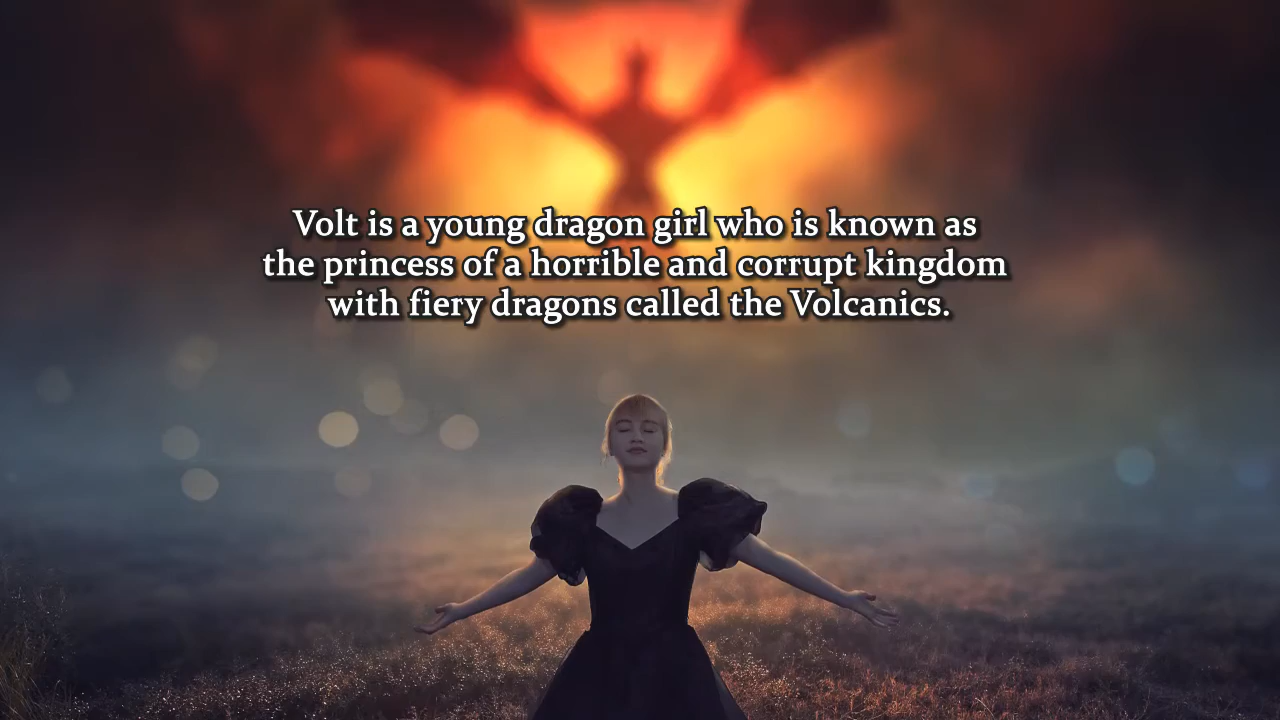 Volt is a young dragon girl who is known as
the princess of a horrible and corrupt kingdom
with fiery dragons called the Volcanics.